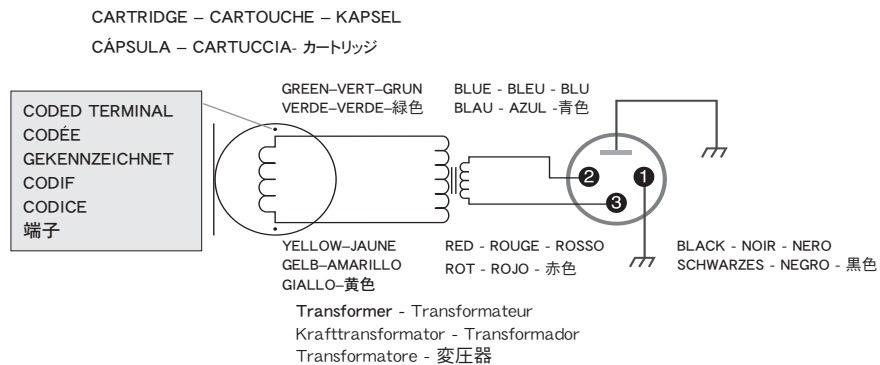 CARTRIDGE – CARTOUCHE – KAPSEL
CÁPSULA – CARTUCCIA- カートリッジ
CODED TERMINAL
CODÉE
GEKENNZEICHNET
CODIF
CODICE
端子
GREEN–VERT–GRUN
VERDE–VERDE–緑色
BLUE - BLEU - BLU
BLAU - AZUL -青色
2
1
3
YELLOW–JAUNE
GELB–AMARILLO
GIALLO–黄色
RED - ROUGE - ROSSO
ROT - ROJO - 赤色
BLACK - NOIR - NERO
SCHWARZES - NEGRO - 黒色
Transformer - Transformateur
Krafttransformator - Transformador
Transformatore - 変圧器